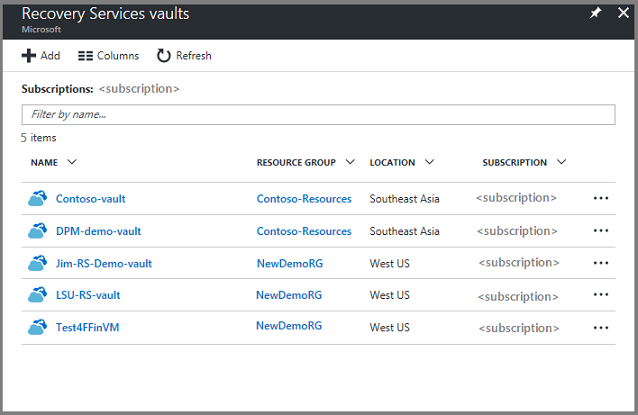 Recovery Services vaults
Microsoft
Add Columns Refresh
Subscriptions: <subscription>
Filter by name...
5 items
NAME RESOURCE GROUP LOCATION SUBSCRIPTION
Contoso-vault Contoso-Resources Southeast Asia <subscription>
DPM-demo-vault Contoso-Resources Southeast Asia <subscription>
Jim-RS-Demo-vault NewDemoRG West US <subscription>
LSU-RS-vault NewDemoRG West US <subscription>
Test4FFinVM NewDemoRG West US <subscription>